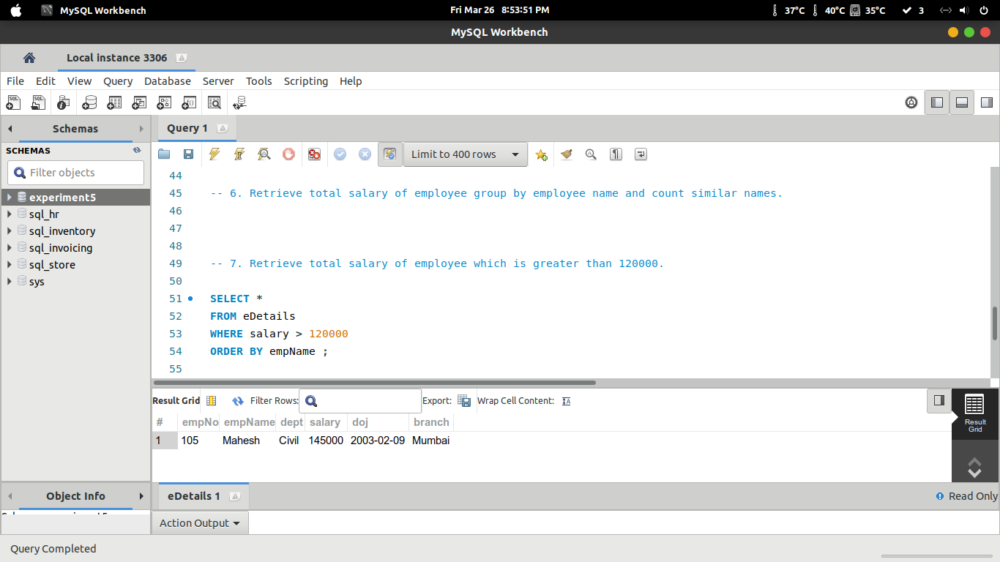 MySQL Workbench
Fri Mar 26 8:53:51 PM
37°C 40°C 35°C 3
MySQL Workbench
Local instance 3306
File Edit View Query Database Server Tools Scripting Help
Schemas
Query 1
SCHEMAS
Filter objects
experiment5
sql_hr
sql_inventory
sql_invoicing
sql_store
sys
Limit to 400 rows
44
45 -- 6. Retrieve total salary of employee group by employee name and count similar names.
46
47
48
49 -- 7. Retrieve total salary of employee which is greater than 120000.
50
51 SELECT *
52 FROM eDetails
53 WHERE salary > 120000
54 ORDER BY empName ;
55
Result Grid Filter Rows: Export: Wrap Cell Content:
# empNo empName dept salary doj branch
1 105 Mahesh Civil 145000 2003-02-09 Mumbai
Result
Grid
Object Info
eDetails 1
Read Only
Action Output
Query Completed